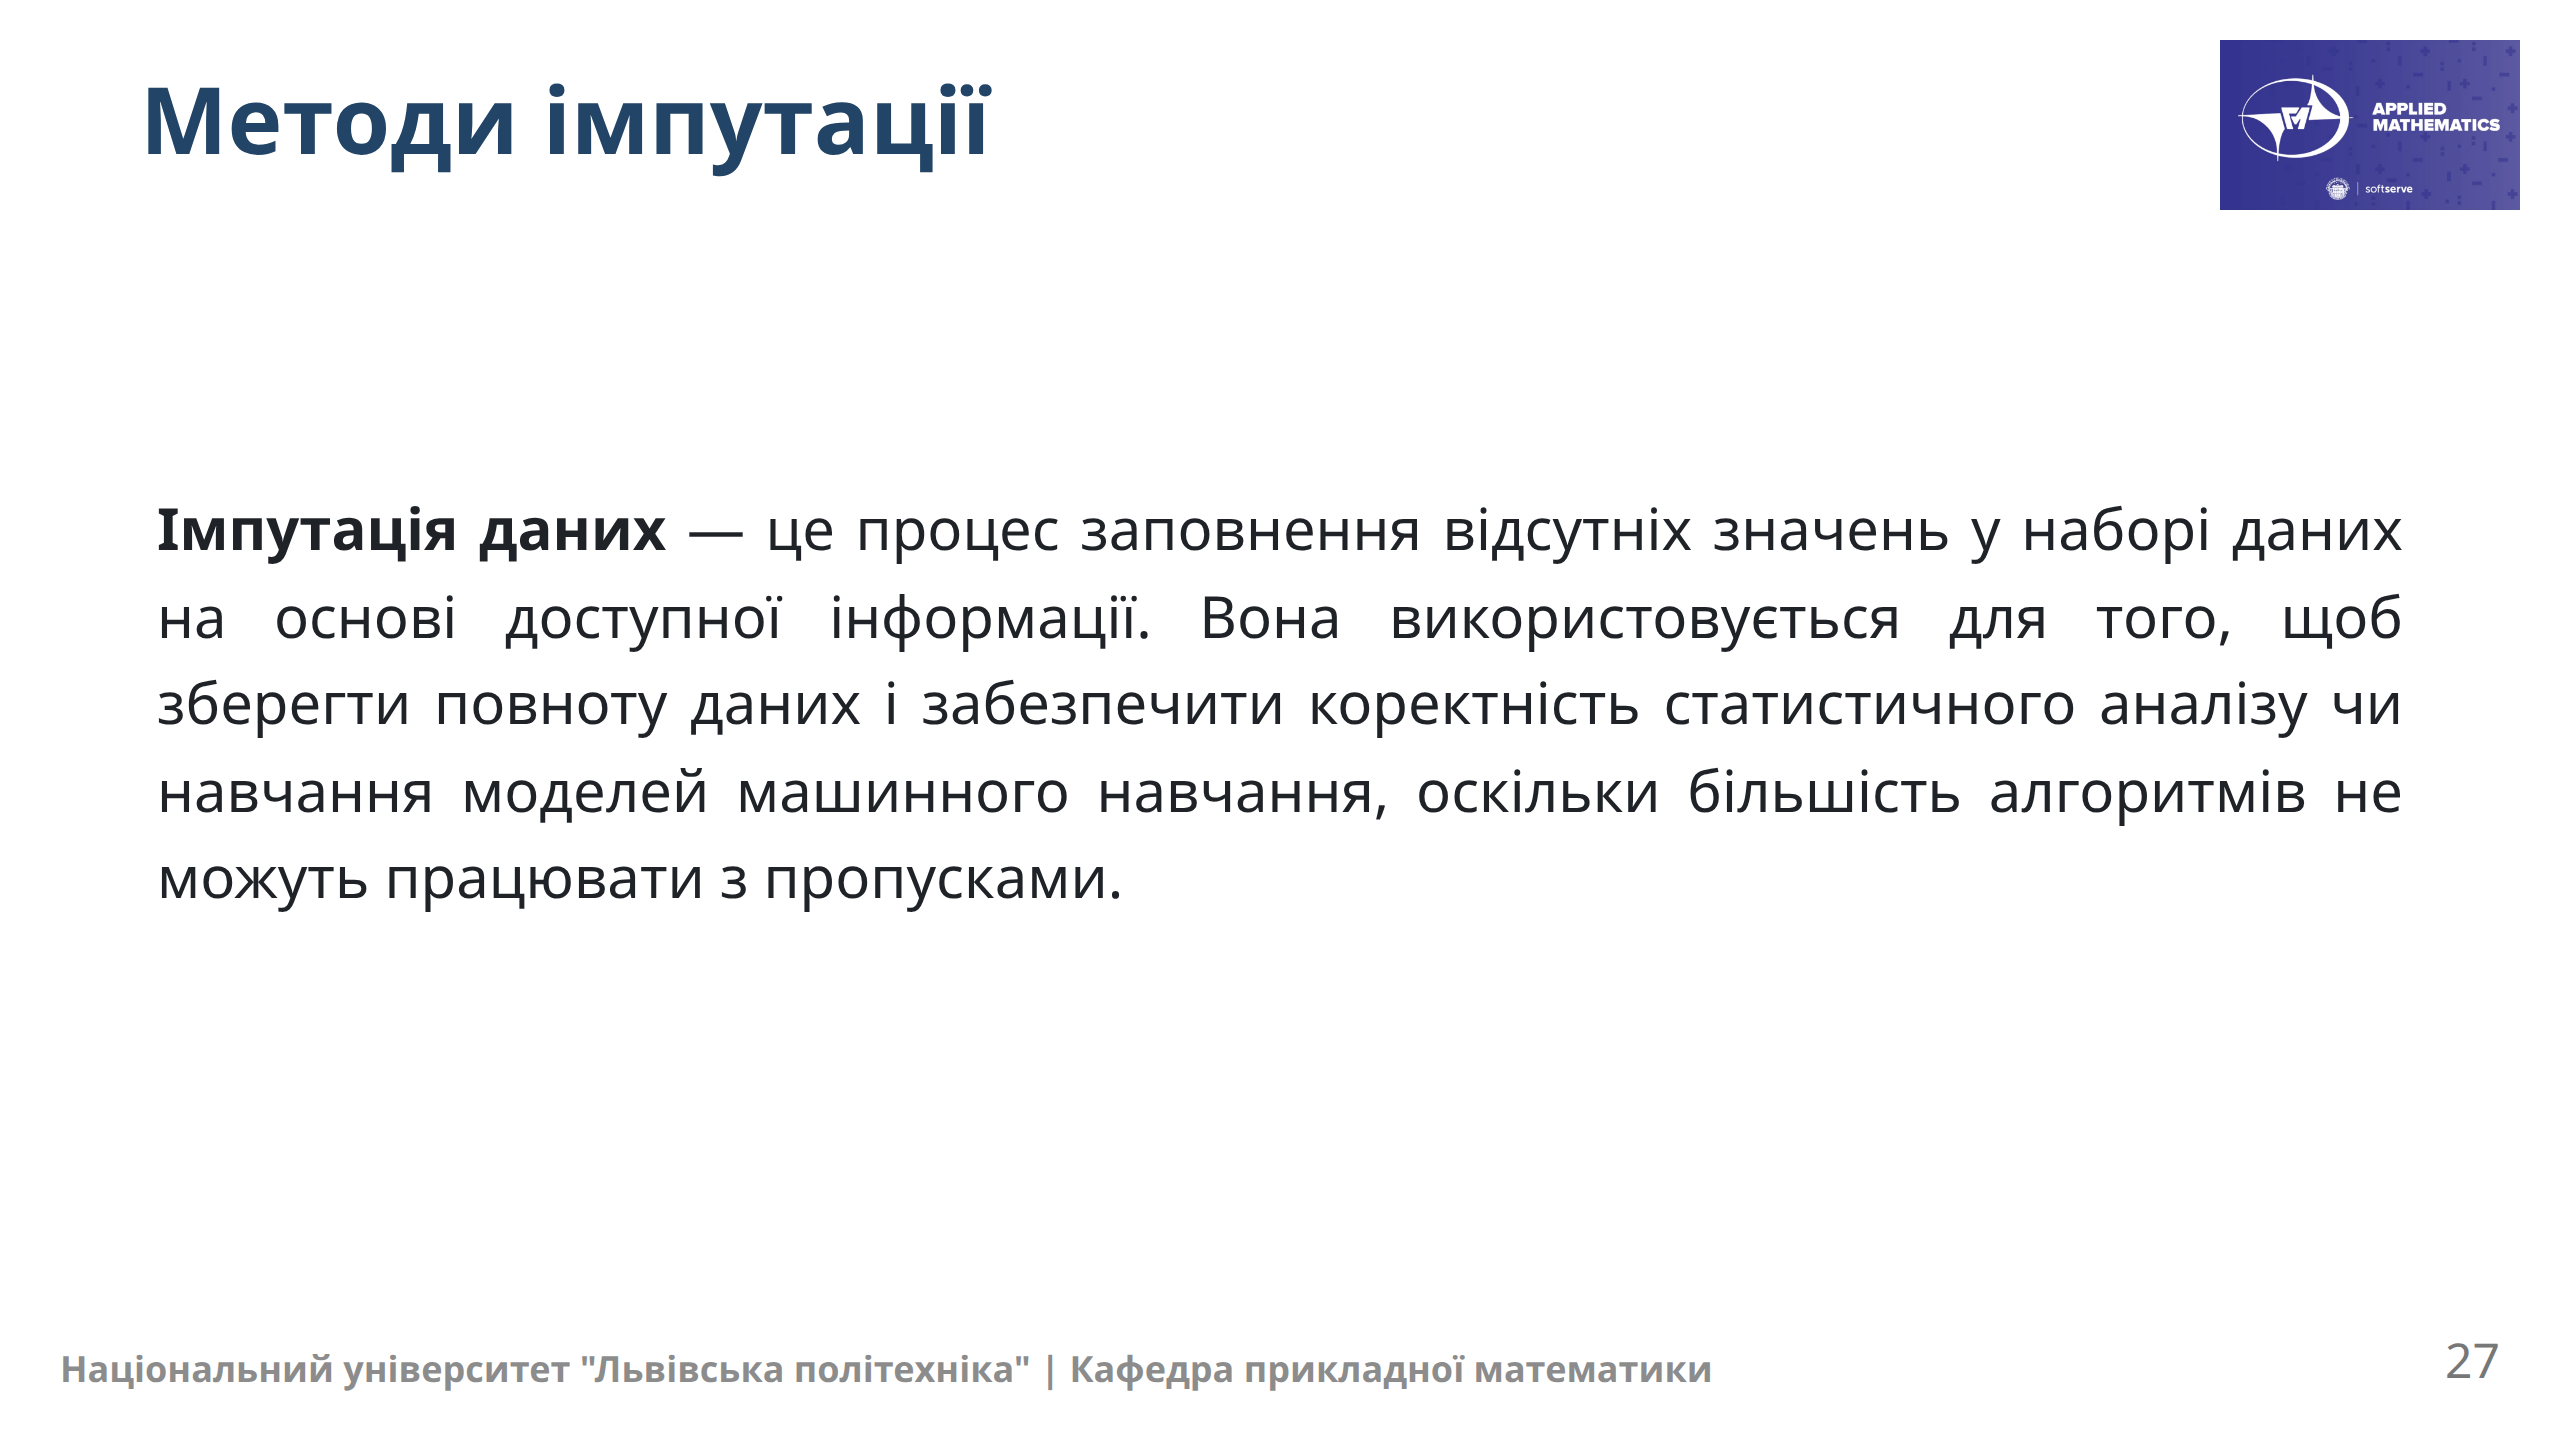 Методи імпутації
APPLIED
MATHEMATICS
softserve
Імпутація даних — це процес заповнення відсутніх значень у наборі даних
на основі доступної інформації. Вона використовується для того, щоб
зберегти повноту даних і забезпечити коректність статистичного аналізу чи
навчання моделей машинного навчання, оскільки більшість алгоритмів не
можуть працювати з пропусками.
Національний університет "Львівська політехніка" | Кафедра прикладної математики
27